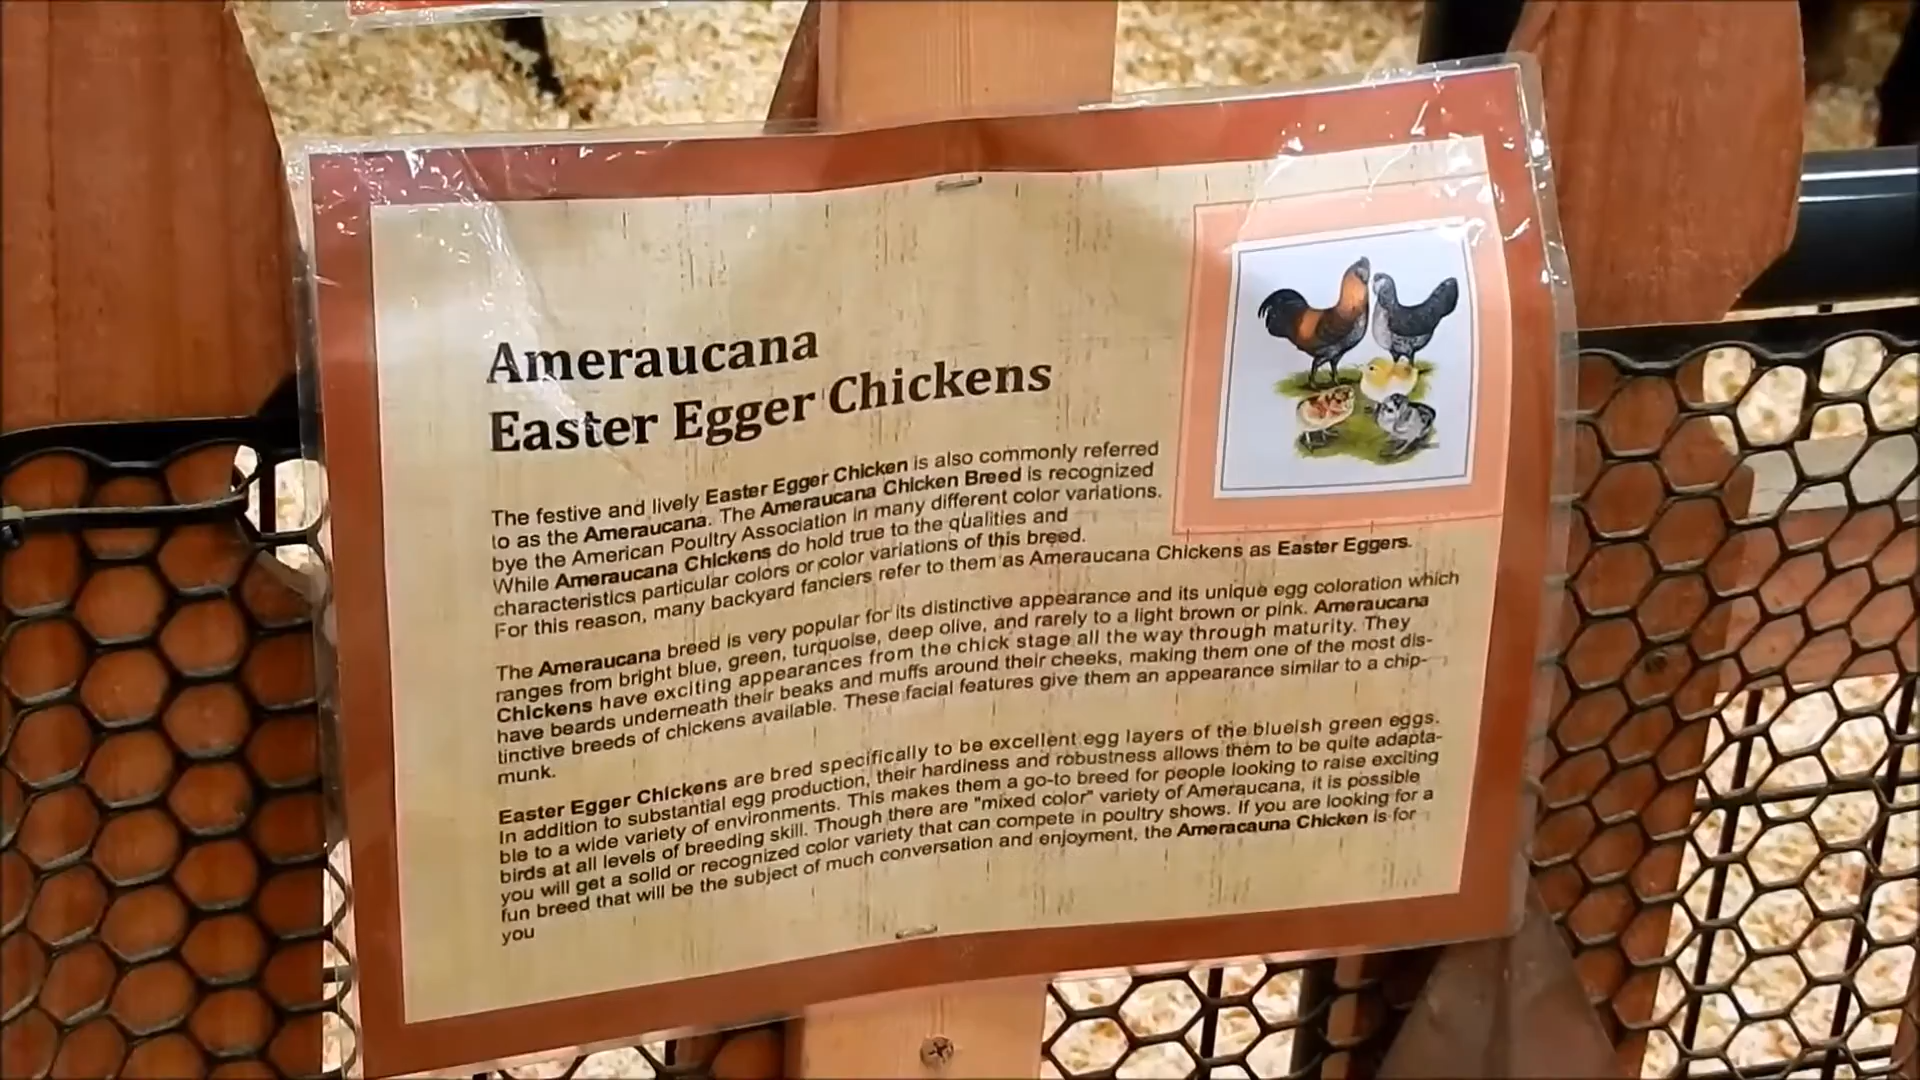 Ameraucana
Easter Egger Chickens
The festive and lively Easter Egger Chicken is also commonly referred
to as the Ameraucana. The Ameraucana Chicken Breed is recognized
bye the American Poultry Association in many different color variations.
While Ameraucana Chickens do hold true to the qualities and
characteristics particular colors or color variations of this breed.
For this reason, many backyard fanciers refer to them as Ameraucana Chickens as Easter Eggers.
The Ameraucana breed is very popular for its distinctive appearance and its unique egg coloration which
ranges from bright blue, green, turquoise, deep olive, and rarely to a light brown or pink. Ameraucana
Chickens have exciting appearances from the chick stage all the way through maturity. They
have beards underneath their beaks and muffs around their cheeks, making them one of the most dis-
tinctive breeds of chickens available. These facial features give them an appearance similar to a chip-
munk.
Easter Egger Chickens are bred specifically to be excellent egg layers of the blueish green eggs.
In addition to substantial egg production, their hardiness and robustness allows them to be quite adapta-
ble to a wide variety of environments. This makes them a go-to breed for people looking to raise exciting
birds at all levels of breeding skill. Though there are "mixed color" variety of Ameraucana, it is possible
you will get a solid or recognized color variety that can compete in poultry shows. If you are looking for a
fun breed that will be the subject of much conversation and enjoyment, the Ameracauna Chicken is for
you